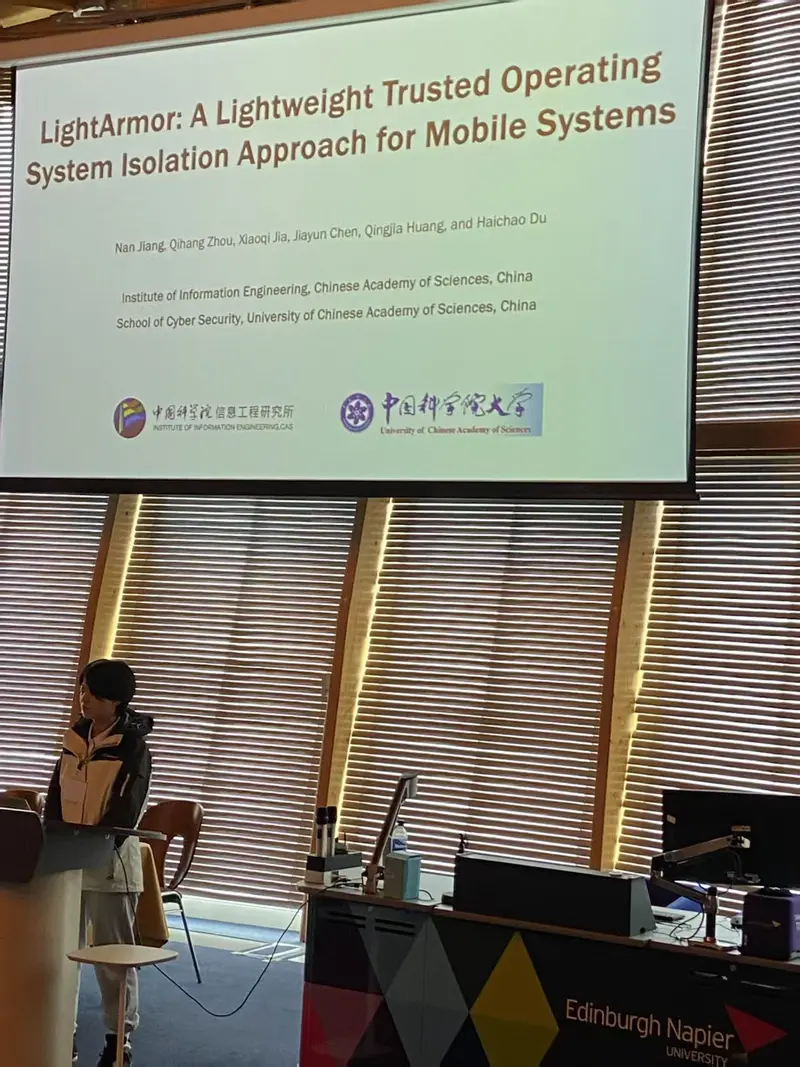 LightArmor: A Lightweight Trusted Operating
System Isolation Approach for Mobile Systems
Nan Jiang, Qihang Zhou, Xiaoqi Jia, Jiayun Chen, Qingjia Huang, and Haichao Du
Institute of Information Engineering, Chinese Academy of Sciences, China
School of Cyber Security, University of Chinese Academy of Sciences, China
中国科学院信息工程研究所
INSTITUTE OF INFORMATION ENGINEERING,CAS
中国科学院大学
University of Chinese Academy of Sciences
Edinburgh Napier
UNIVERSITY